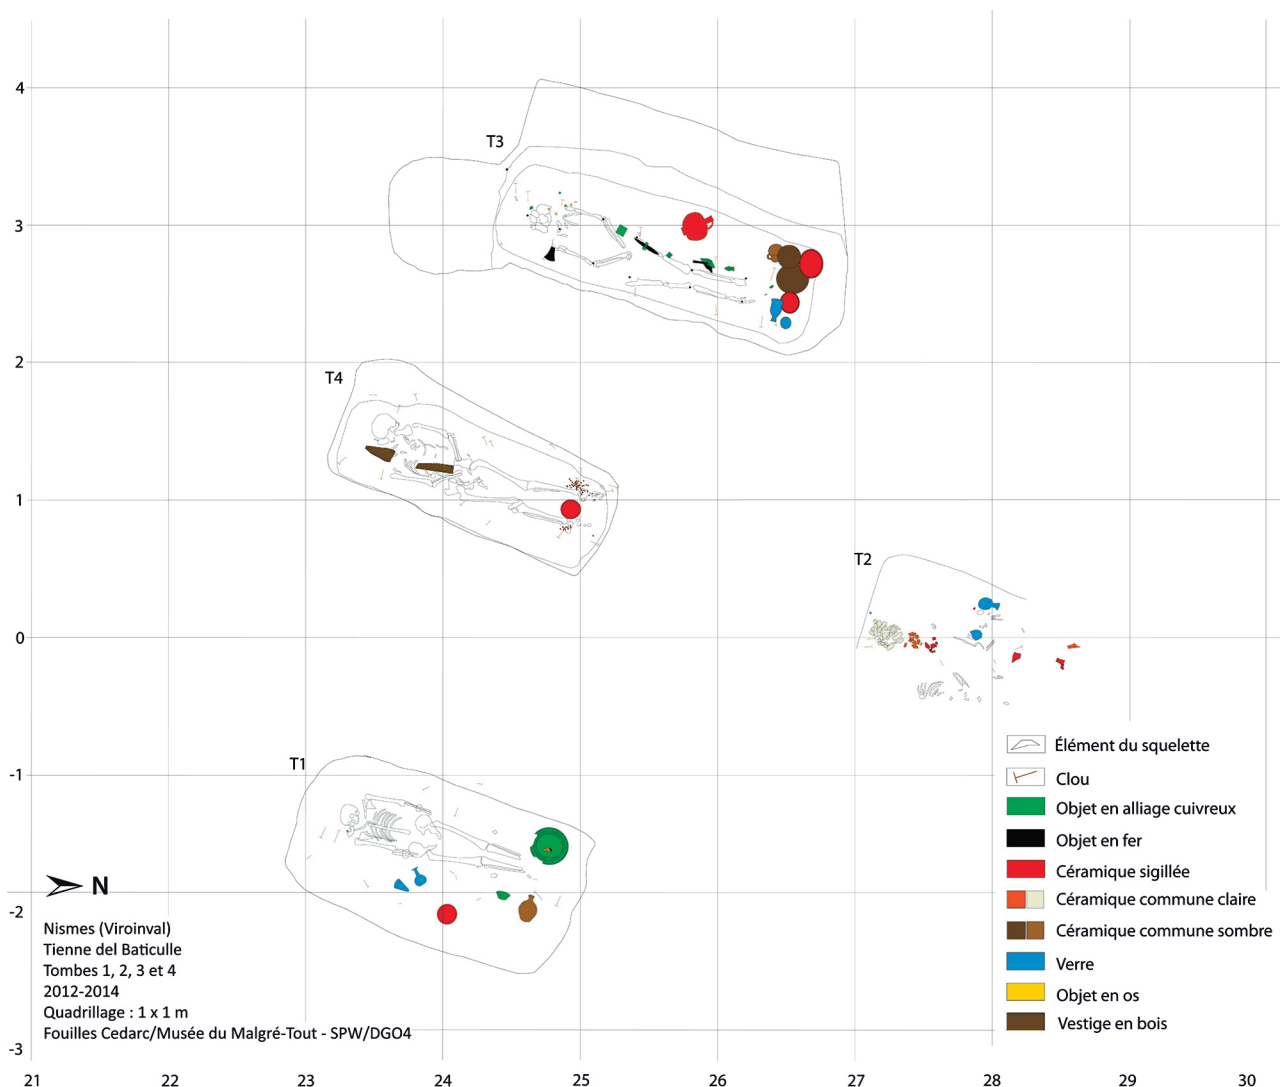 4
T3
3
2
T4
1
T2
0
T1
-1
N
-2
Nismes (Viroinval)
Tienne del Baticulle
Tombes 1, 2, 3 et 4
2012-2014
Quadrillage : 1 x 1 m
Fouilles Cedarc/Musée du Malgré-Tout - SPW/DGO4
Élément du squelette
Clou
Objet en alliage cuivreux
Objet en fer
Céramique sigillée
Céramique commune claire
Céramique commune sombre
Verre
Objet en os
Vestige en bois
-3
21 22 23 24 25 26 27 28 29 30